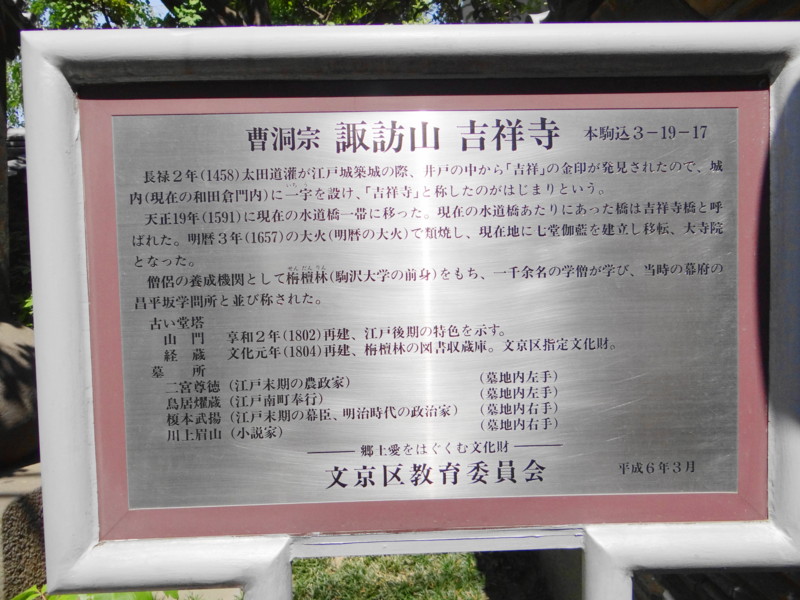 曹洞宗 諏訪山 吉祥寺 本駒込3-19-17
長禄2年(1458)太田道灌が江戸城築城の際、井戸の中から「吉祥」の金印が発見されたので、城
内(現在の和田倉門内)に一宇を設け、「吉祥寺」と称したのがはじまりという。
天正19年(1591)に現在の水道橋一帯に移った。現在の水道橋あたりにあった橋は吉祥寺橋と呼
ばれた。明暦3年(1657)の大火(明暦の大火)で類焼し、現在地に七堂伽藍を建立し移転、大寺院
となった。
僧侶の養成機関として栴檀林(駒沢大学の前身)をもち、一千余名の学僧が学び、当時の幕府の
昌平坂学問所と並び称された。
古い堂塔
山門 享和2年(1802)再建、江戸後期の特色を示す。
経蔵 文化元年(1804)再建、栴檀林の図書収蔵庫。文京区指定文化財。
墓所
二宮尊徳(江戸末期の農政家) (墓地内左手)
鳥居燿蔵(江戸南町奉行) (墓地内左手)
榎本武揚(江戸末期の幕臣、明治時代の政治家) (墓地内右手)
川上眉山(小説家) (墓地内右手)
郷土愛をはぐくむ文化財
文京区教育委員会 平成6年3月